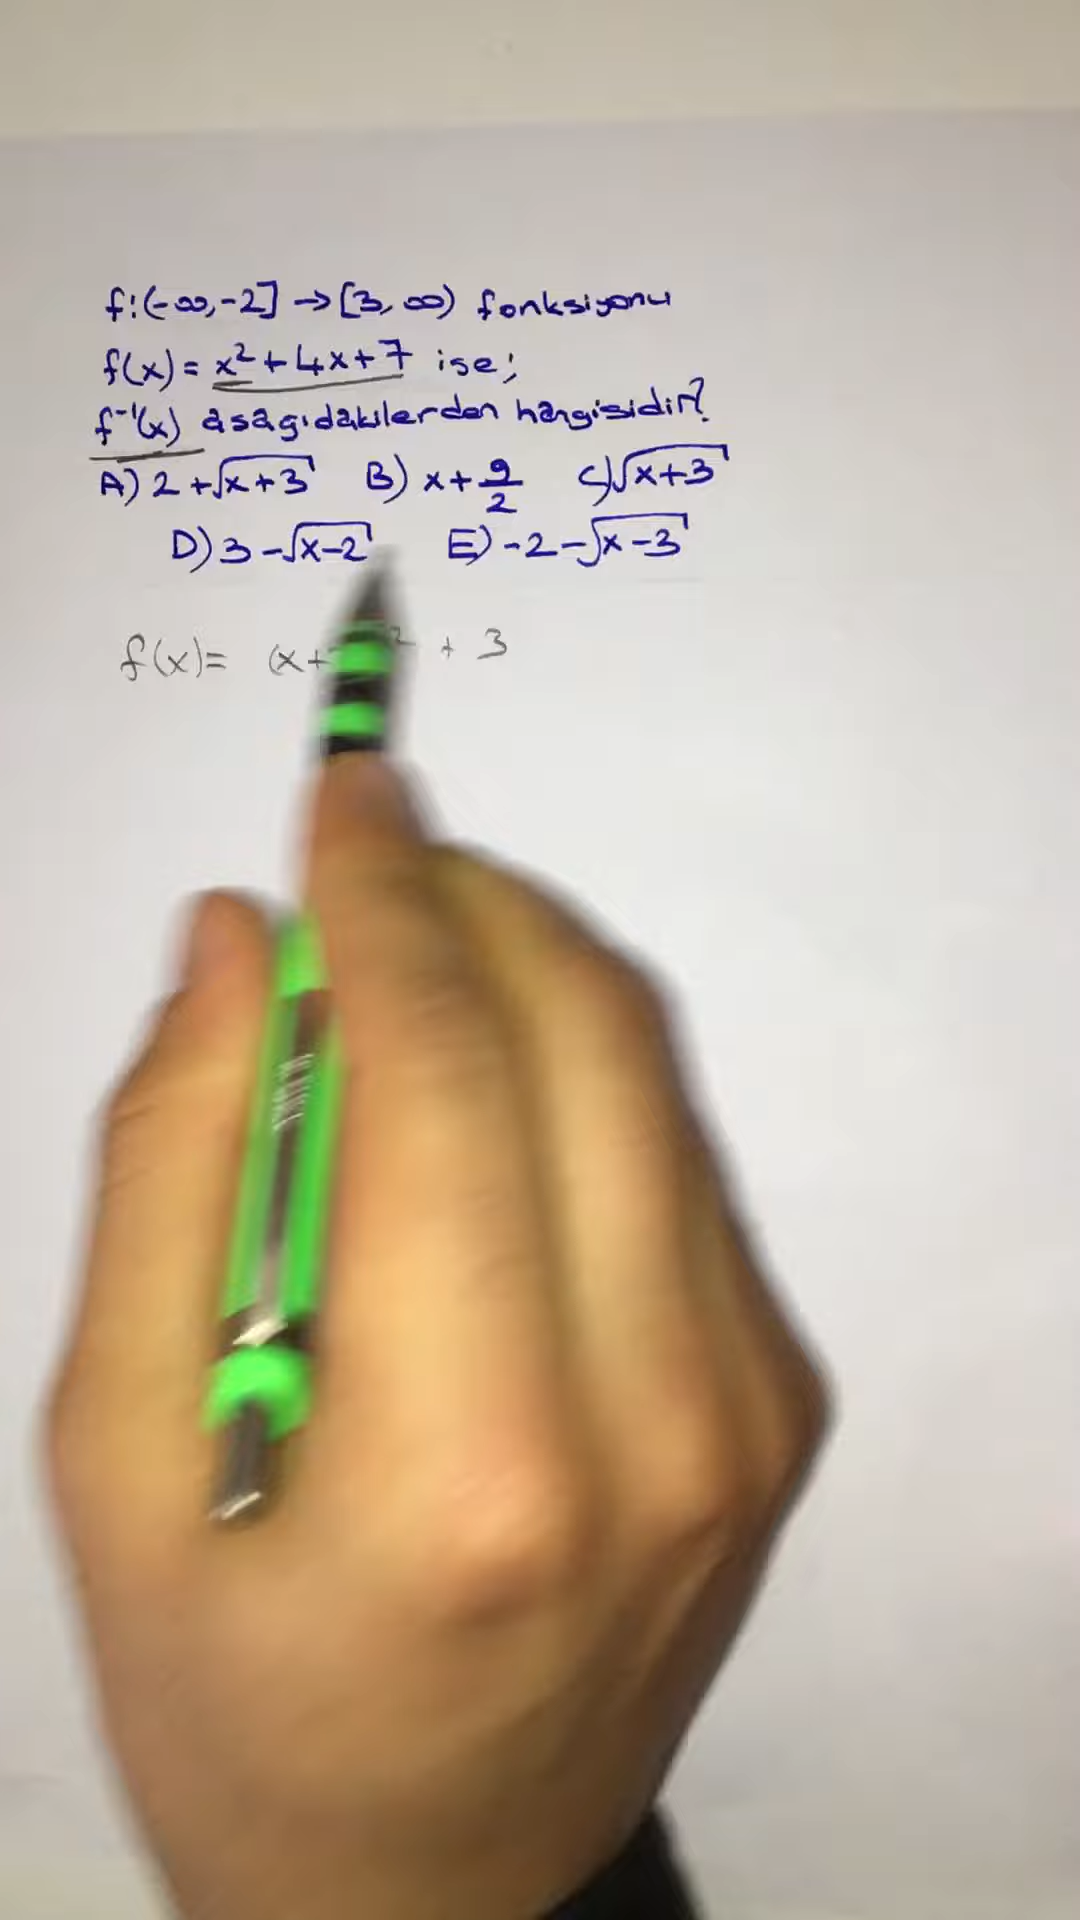 f:(-∞,-2] → [3,∞) fonksiyonu
f(x) = x²+4x+7 ise;
f⁻¹(x) aşağıdakilerden hangisidir?
A) 2+√x+3 B) x+9/2 C) √x+3
D) 3-√x-2 E) -2-√x-3
f(x)= (x+ ² + 3